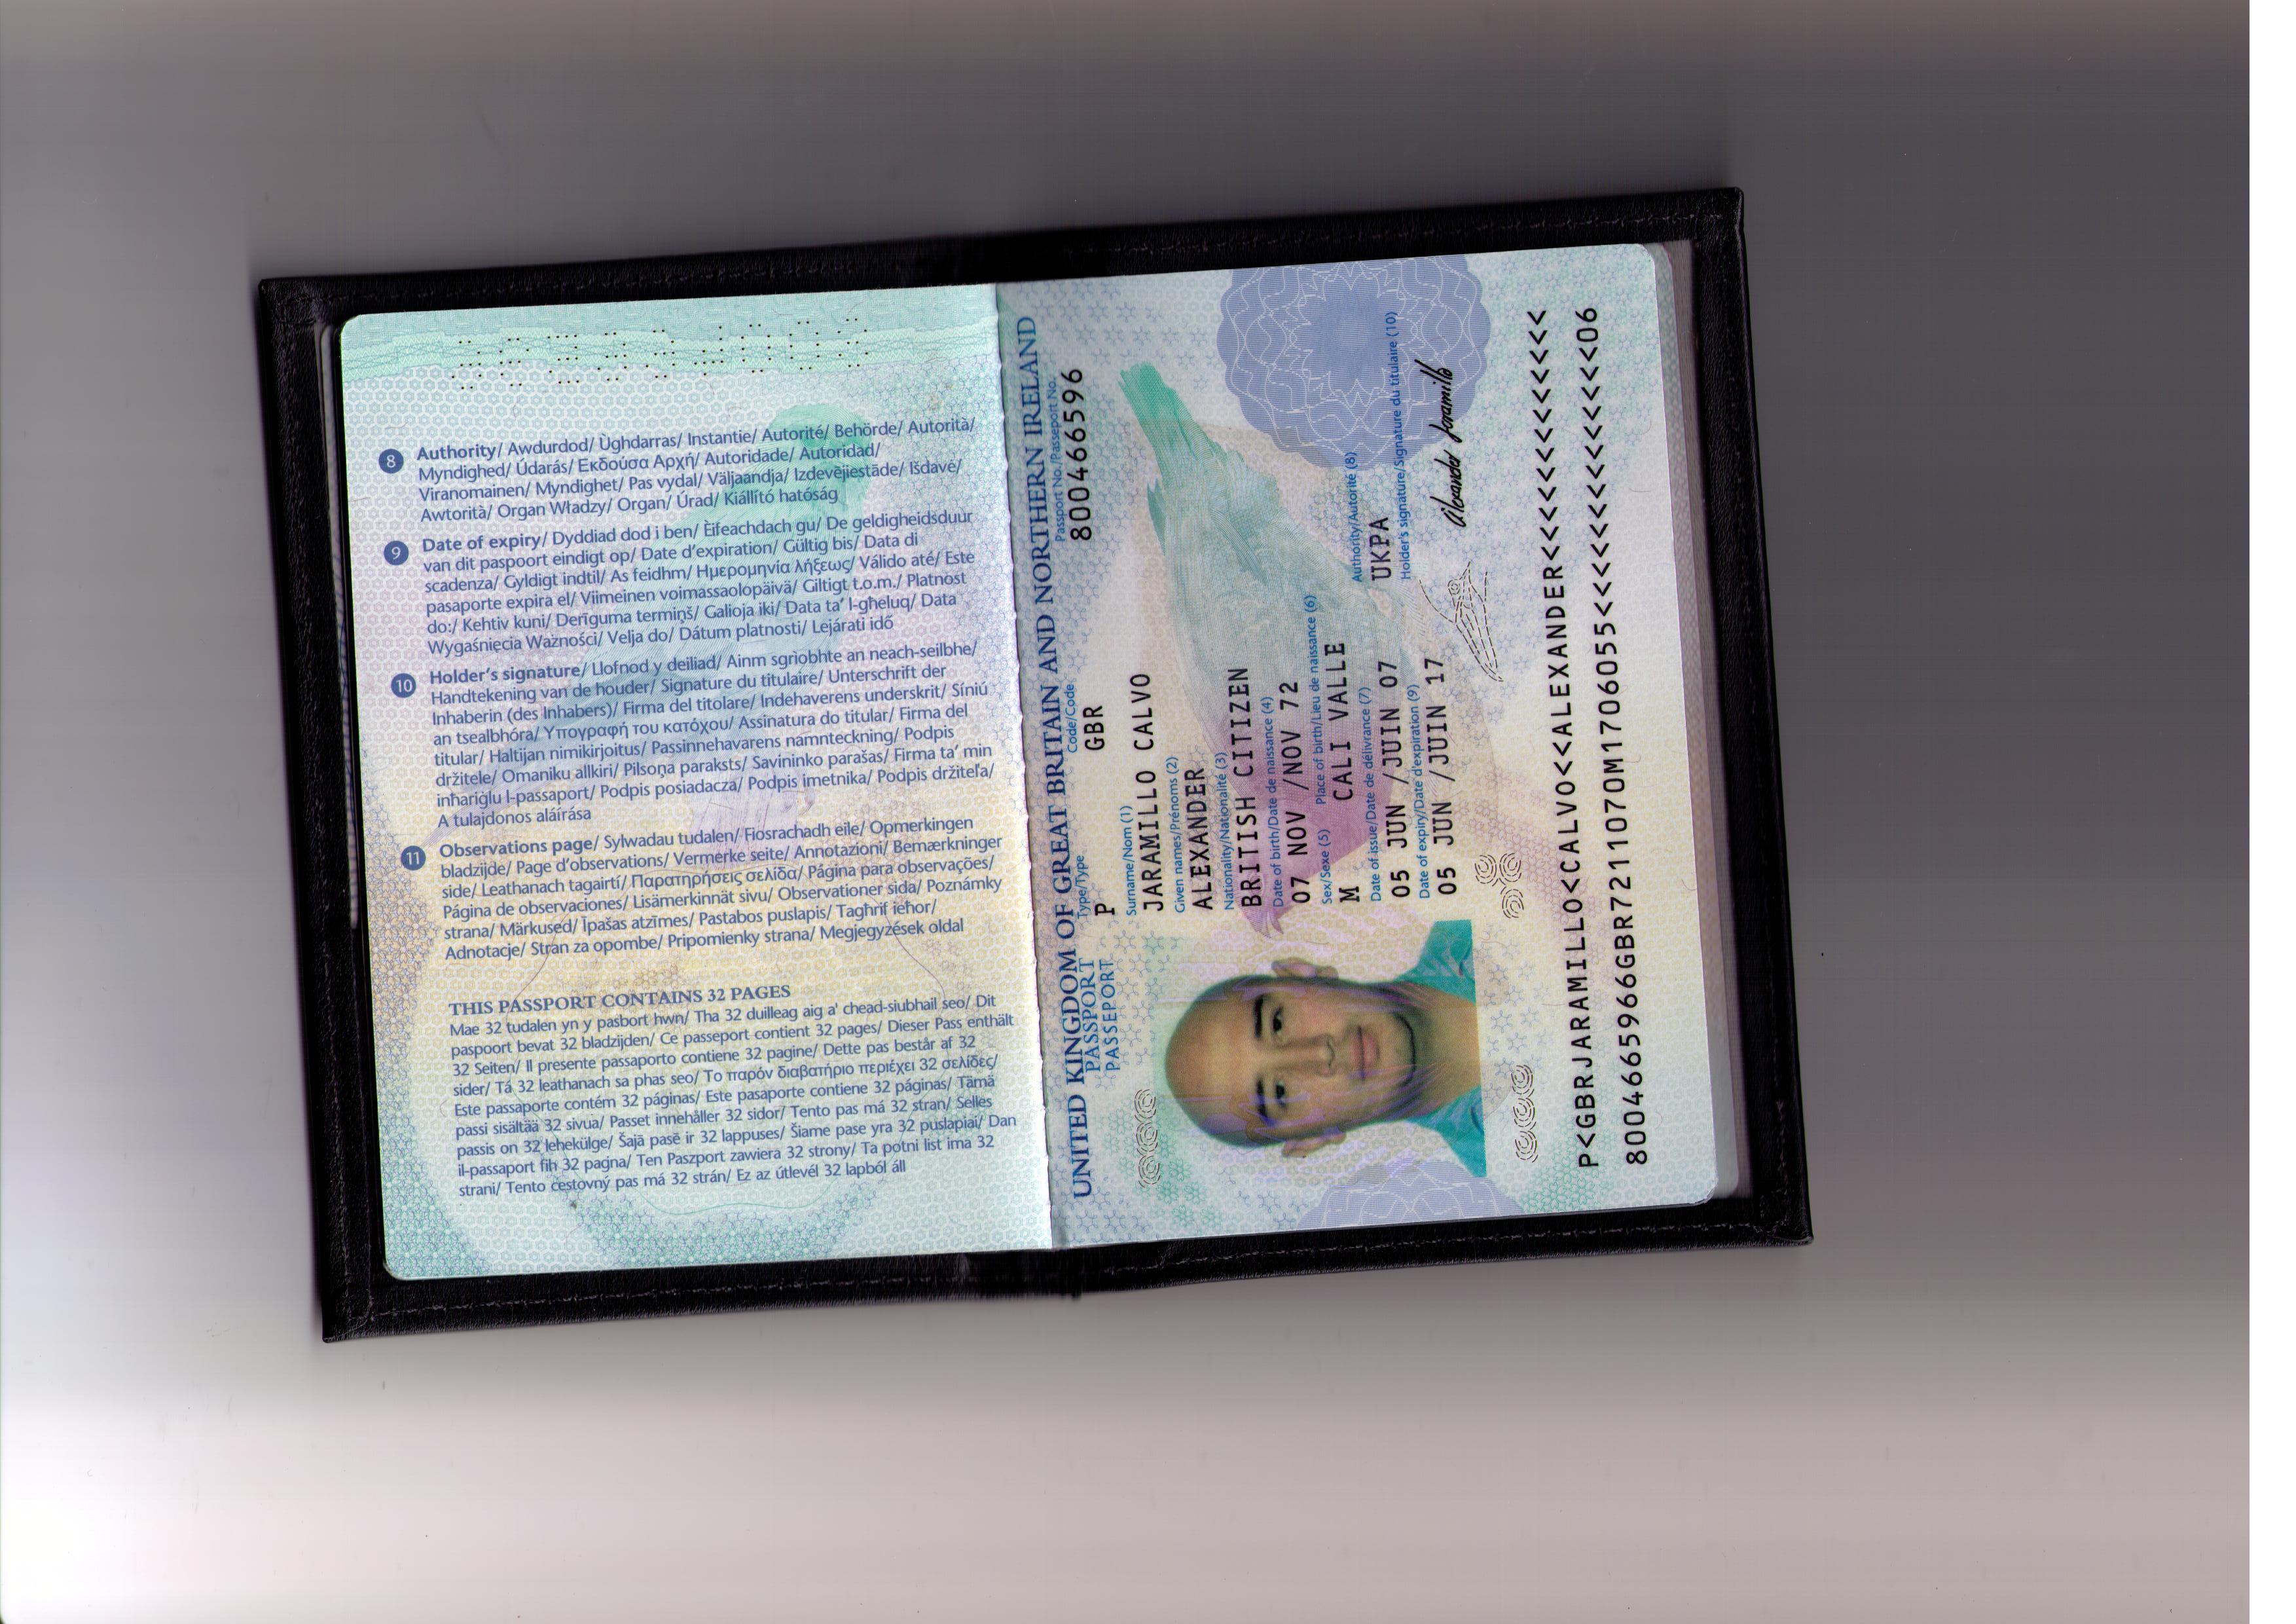 8 Authority/ Awdurdod/ Ùghdarras/ Instantie/ Autorité/ Behörde/ Autorità/
Myndighed/ Údarás/ Εκδούσα Αρχή/ Autoridade/ Autoridad/
Viranomainen/ Myndighet/ Pas vydal/ Väljaandja/ Izdevējiestāde/ Išdavė/
Awtorità/ Organ Władzy/ Organ/ Úrad/ Kiállító hatóság
9 Date of expiry/ Dyddiad dod i ben/ Èifeachdach gu/ De geldigheidsduur
van dit paspoort eindigt op/ Date d'expiration/ Gültig bis/ Data di
scadenza/ Gyldigt indtil/ As feidhm/ Ημερομηνία λήξεως/ Válido até/ Este
pasaporte expira el/ Viimeinen voimassaolopäivä/ Giltigt t.o.m./ Platnost
do:/ Kehtiv kuni/ Derīguma termiņš/ Galioja iki/ Data ta' l-għeluq/ Data
Wygaśnięcia Ważności/ Velja do/ Dátum platnosti/ Lejárati idő
10 Holder's signature/ Llofnod y deiliad/ Ainm sgrìobhte an neach-seilbhe/
Handtekening van de houder/ Signature du titulaire/ Unterschrift der
Inhaberin (des Inhabers)/ Firma del titolare/ Indehaverens underskrit/ Síniú
an tsealbhóra/ Υπογραφή του κατόχου/ Assinatura do titular/ Firma del
titular/ Haltijan nimikirjoitus/ Passinnehavarens namnteckning/ Podpis
držitele/ Omaniku allkiri/ Pilsoņa paraksts/ Savininko parašas/ Firma ta' min
inħariġlu l-passaport/ Podpis posiadacza/ Podpis imetnika/ Podpis držiteľa/
A tulajdonos aláírása
11 Observations page/ Sylwadau tudalen/ Fiosrachadh eile/ Opmerkingen
bladzijde/ Page d'observations/ Vermerke seite/ Annotazioni/ Bemærkninger
side/ Leathanach tagairtí/ Παρατηρήσεις σελίδα/ Página para observações/
Página de observaciones/ Lisämerkinnät sivu/ Observationer sida/ Poznámky
strana/ Märkused/ Īpašas atzīmes/ Pastabos puslapis/ Tagħrif ieħor/
Adnotacje/ Stran za opombe/ Pripomienky strana/ Megjegyzések oldal
THIS PASSPORT CONTAINS 32 PAGES
Mae 32 tudalen yn y pasbort hwn/ Tha 32 duilleag aig a' chead-siubhail seo/ Dit
paspoort bevat 32 bladzijden/ Ce passeport contient 32 pages/ Dieser Pass enthält
32 Seiten/ Il presente passaporto contiene 32 pagine/ Dette pas består af 32
sider/ Tá 32 leathanach sa phas seo/ Το παρόν διαβατήριο περιέχει 32 σελίδες/
Este passaporte contém 32 páginas/ Este pasaporte contiene 32 páginas/ Tämä
passi sisältää 32 sivua/ Passet innehåller 32 sidor/ Tento pas má 32 stran/ Selles
passis on 32 lehekülge/ Šajā pasē ir 32 lappuses/ Šiame pase yra 32 puslapiai/ Dan
il-passaport fih 32 paġna/ Ten Paszport zawiera 32 strony/ Ta potni list ima 32
strani/ Tento cestovný pas má 32 strán/ Ez az útlevél 32 lapból áll
UNITED KINGDOM OF GREAT BRITAIN AND NORTHERN IRELAND
PASSPORT Type/Type Code/Code Passport No./Passeport No.
PASSEPORT P GBR 800466596
Surname/Nom (1)
JARAMILLO CALVO
Given names/Prénoms (2)
ALEXANDER
Nationality/Nationalité (3)
BRITISH CITIZEN
Date of birth/Date de naissance (4)
07 NOV /NOV 72
Sex/Sexe (5) Place of birth/Lieu de naissance (6)
M CALI VALLE
Date of issue/Date de délivrance (7) Authority/Autorité (8)
05 JUN /JUIN 07 UKPA
Date of expiry/Date d'expiration (9) Holder's signature/Signature du titulaire (10)
05 JUN /JUIN 17
Alexander Jaramillo
P<GBRJARAMILLO<CALVO<<ALEXANDER<<<<<<<<<<<<<
8004665966GBR7211070M1706055<<<<<<<<<<<<<<06